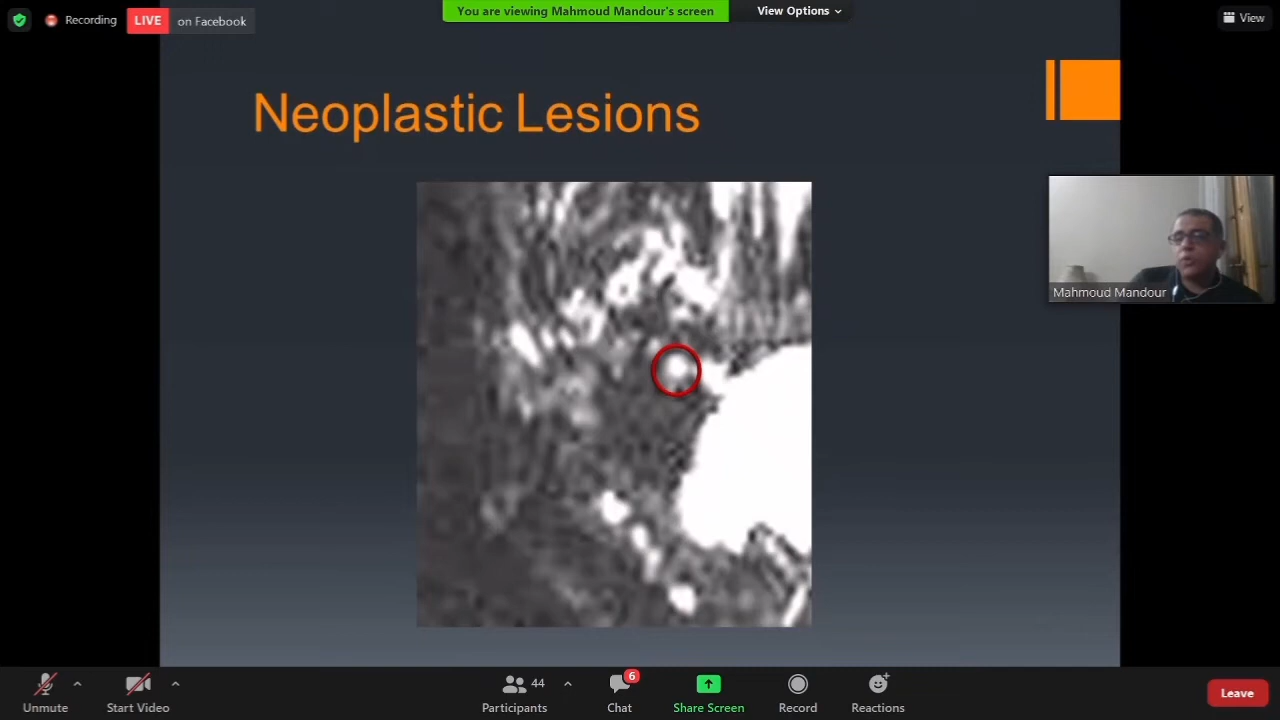 Recording
LIVE on Facebook
You are viewing Mahmoud Mandour's screen
View Options
View
Neoplastic Lesions
Mahmoud Mandour
Unmute
Start Video
44
Participants
6
Chat
Share Screen
Record
Reactions
Leave